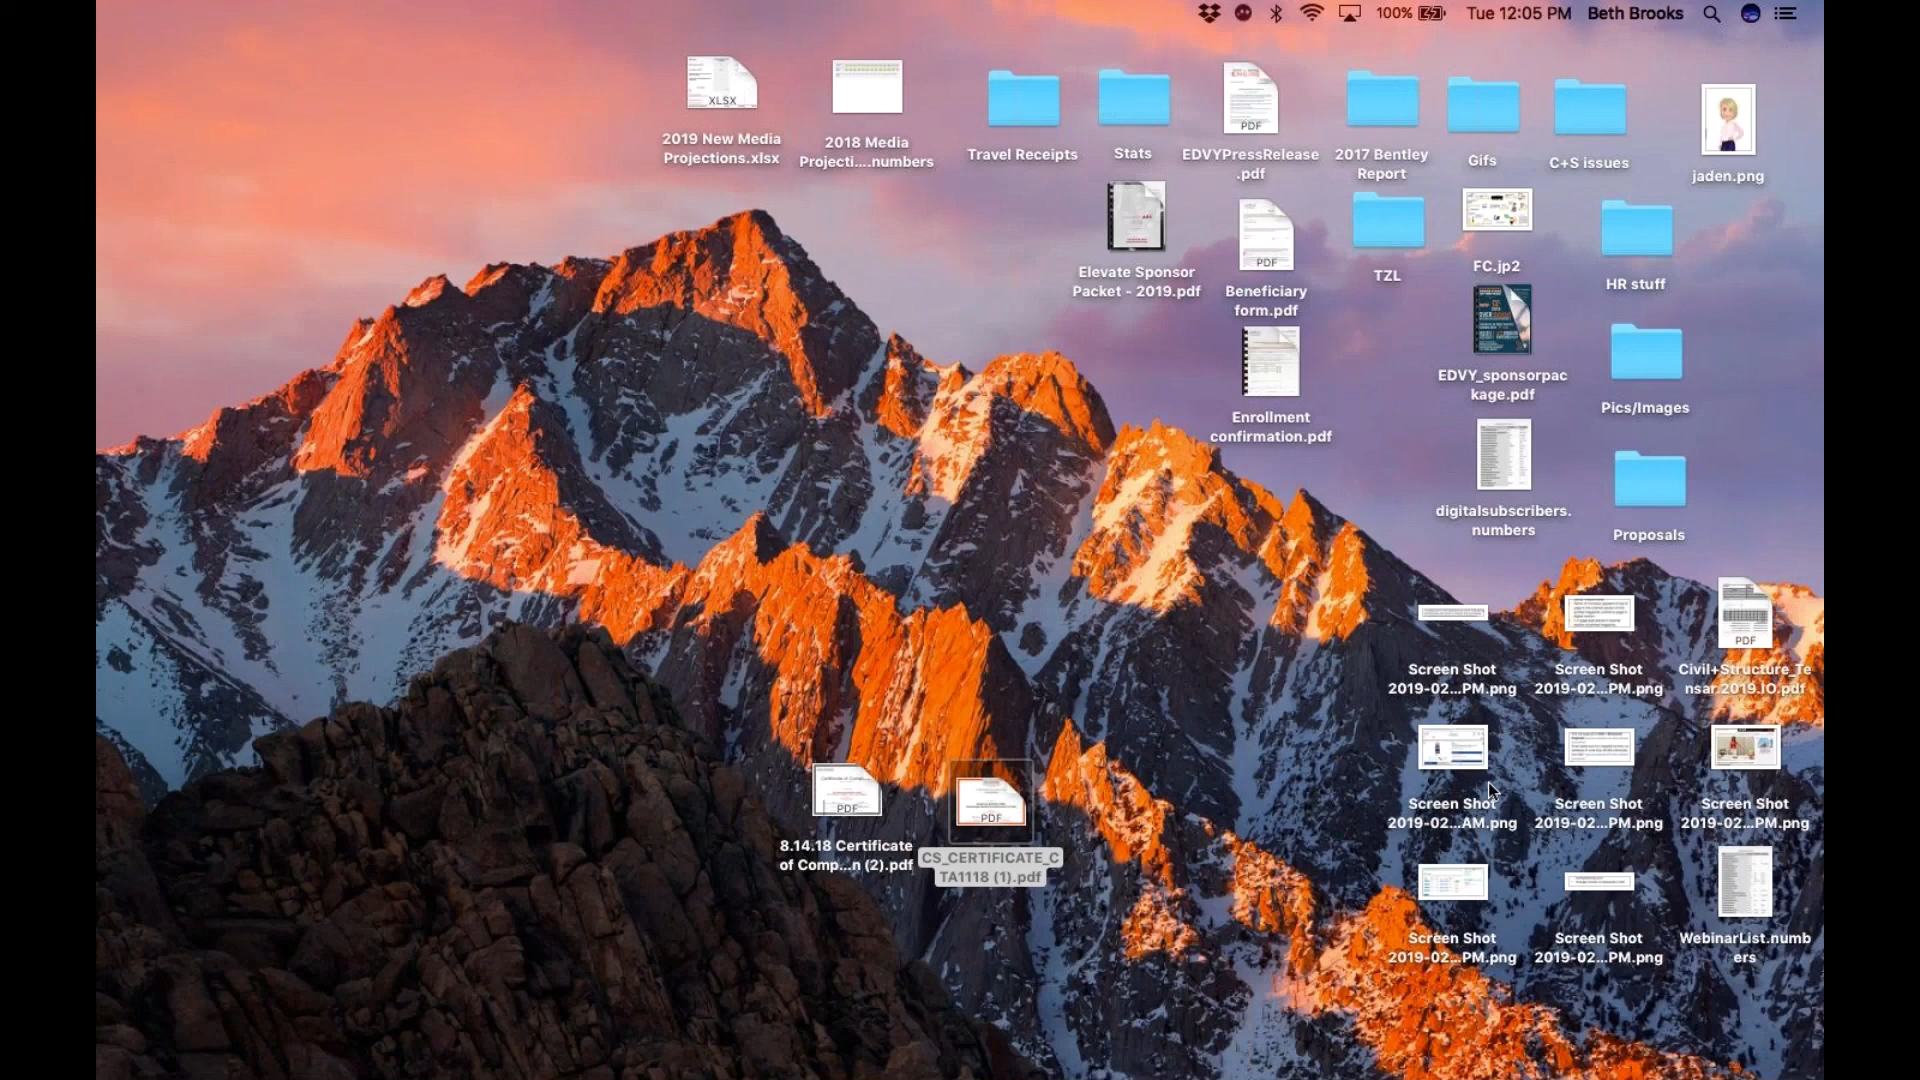 100% Tue 12:05 PM Beth Brooks
XLSX
2019 New Media
Projections.xlsx
2018 Media
Projecti....numbers
Travel Receipts
Stats
PDF
EDVYPressRelease
.pdf
2017 Bentley
Report
Gifs
C+S issues
jaden.png
Elevate Sponsor
Packet - 2019.pdf
PDF
Beneficiary
form.pdf
TZL
FC.jp2
HR stuff
Enrollment
confirmation.pdf
EDVY_sponsorpac
kage.pdf
Pics/Images
digitalsubscribers.
numbers
Proposals
Screen Shot
2019-02...PM.png
Screen Shot
2019-02...PM.png
PDF
Civil+Structure_Te
nsar.2019.IO.pdf
Screen Shot
2019-02...AM.png
Screen Shot
2019-02...PM.png
Screen Shot
2019-02...PM.png
PDF
8.14.18 Certificate
of Comp...n (2).pdf
PDF
CS_CERTIFICATE_C
TA1118 (1).pdf
Screen Shot
2019-02...PM.png
Screen Shot
2019-02...PM.png
WebinarList.numb
ers